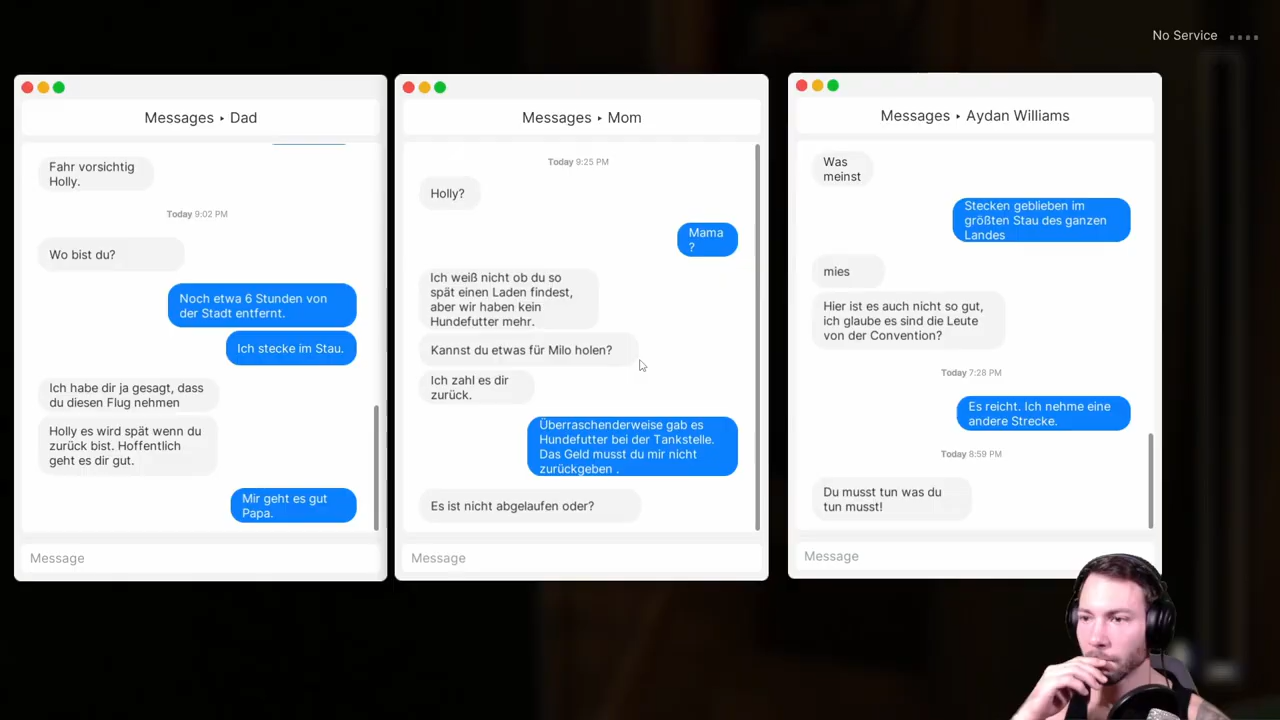 No Service
Messages ▸ Dad
Fahr vorsichtig
Holly.
Today 9:02 PM
Wo bist du?
Noch etwa 6 Stunden von
der Stadt entfernt.
Ich stecke im Stau.
Ich habe dir ja gesagt, dass
du diesen Flug nehmen
Holly es wird spät wenn du
zurück bist. Hoffentlich
geht es dir gut.
Mir geht es gut
Papa.
Message
Messages ▸ Mom
Today 9:25 PM
Holly?
Mama
?
Ich weiß nicht ob du so
spät einen Laden findest,
aber wir haben kein
Hundefutter mehr.
Kannst du etwas für Milo holen?
Ich zahl es dir
zurück.
Überraschenderweise gab es
Hundefutter bei der Tankstelle.
Das Geld musst du mir nicht
zurückgeben .
Es ist nicht abgelaufen oder?
Message
Messages ▸ Aydan Williams
Was
meinst
Stecken geblieben im
größten Stau des ganzen
Landes
mies
Hier ist es auch nicht so gut,
ich glaube es sind die Leute
von der Convention?
Today 7:28 PM
Es reicht. Ich nehme eine
andere Strecke.
Today 8:59 PM
Du musst tun was du
tun musst!
Message